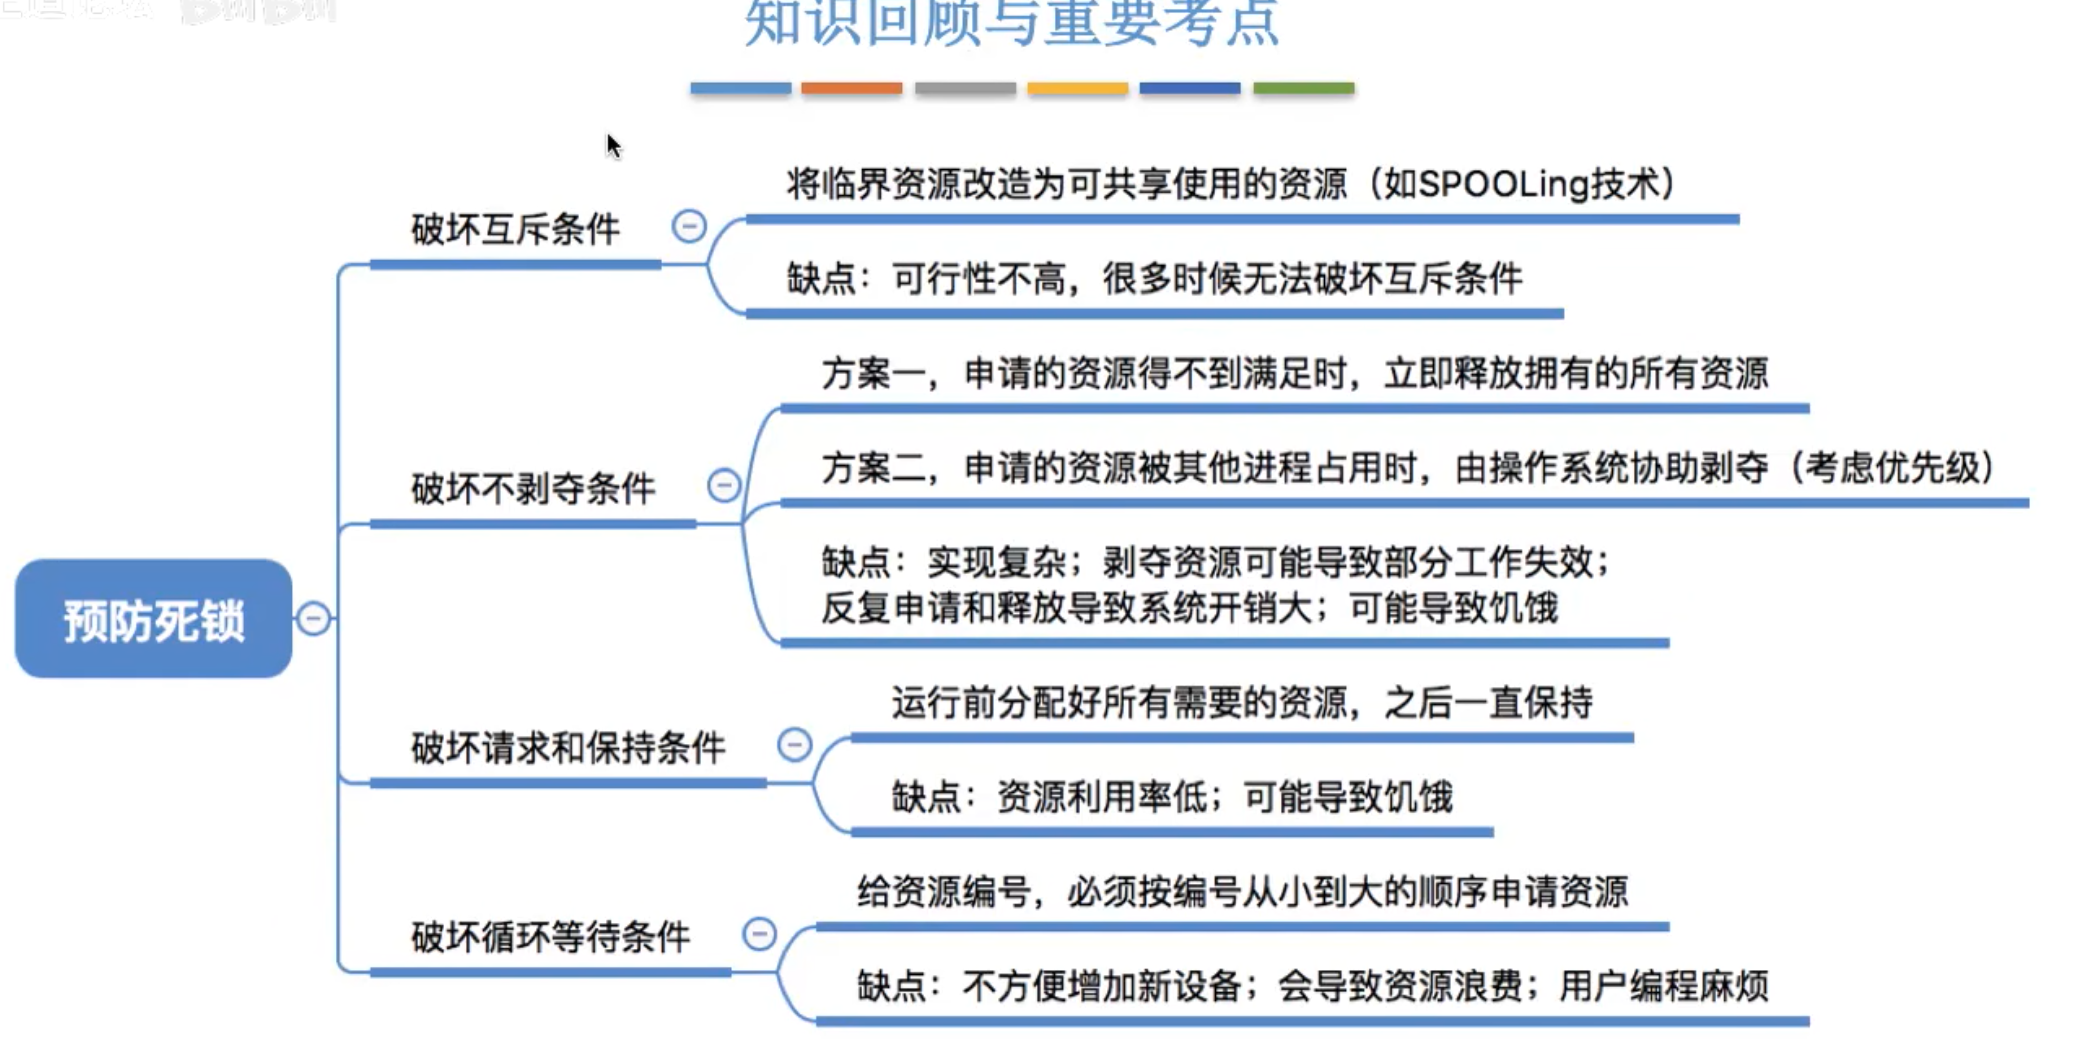 知识回顾与重要考点
将临界资源改造为可共享使用的资源（如SPOOLing技术）
破坏互斥条件
缺点：可行性不高，很多时候无法破坏互斥条件
方案一，申请的资源得不到满足时，立即释放拥有的所有资源
方案二，申请的资源被其他进程占用时，由操作系统协助剥夺（考虑优先级）
破坏不剥夺条件
缺点：实现复杂；剥夺资源可能导致部分工作失效；
反复申请和释放导致系统开销大；可能导致饥饿
预防死锁
运行前分配好所有需要的资源，之后一直保持
破坏请求和保持条件
缺点：资源利用率低；可能导致饥饿
给资源编号，必须按编号从小到大的顺序申请资源
破坏循环等待条件
缺点：不方便增加新设备；会导致资源浪费；用户编程麻烦